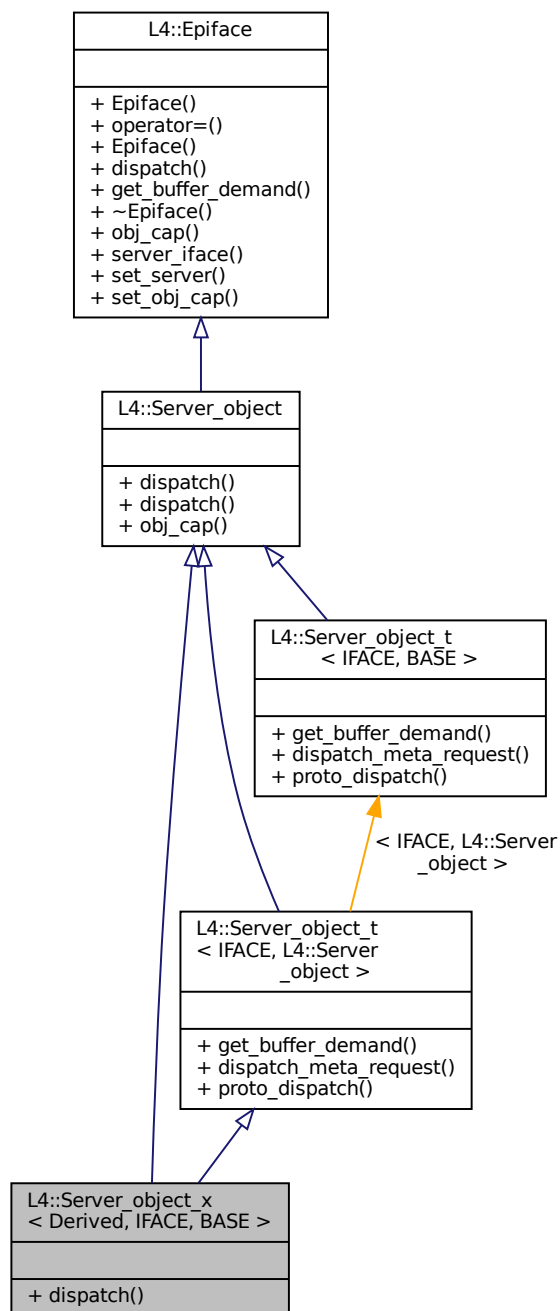 L4::Epiface
+ Epiface()
+ operator=()
+ Epiface()
+ dispatch()
+ get_buffer_demand()
+ ~Epiface()
+ obj_cap()
+ server_iface()
+ set_server()
+ set_obj_cap()
L4::Server_object
+ dispatch()
+ dispatch()
+ obj_cap()
L4::Server_object_t
< IFACE, BASE >
+ get_buffer_demand()
+ dispatch_meta_request()
+ proto_dispatch()
< IFACE, L4::Server
_object >
L4::Server_object_t
< IFACE, L4::Server
_object >
+ get_buffer_demand()
+ dispatch_meta_request()
+ proto_dispatch()
L4::Server_object_x
< Derived, IFACE, BASE >
+ dispatch()